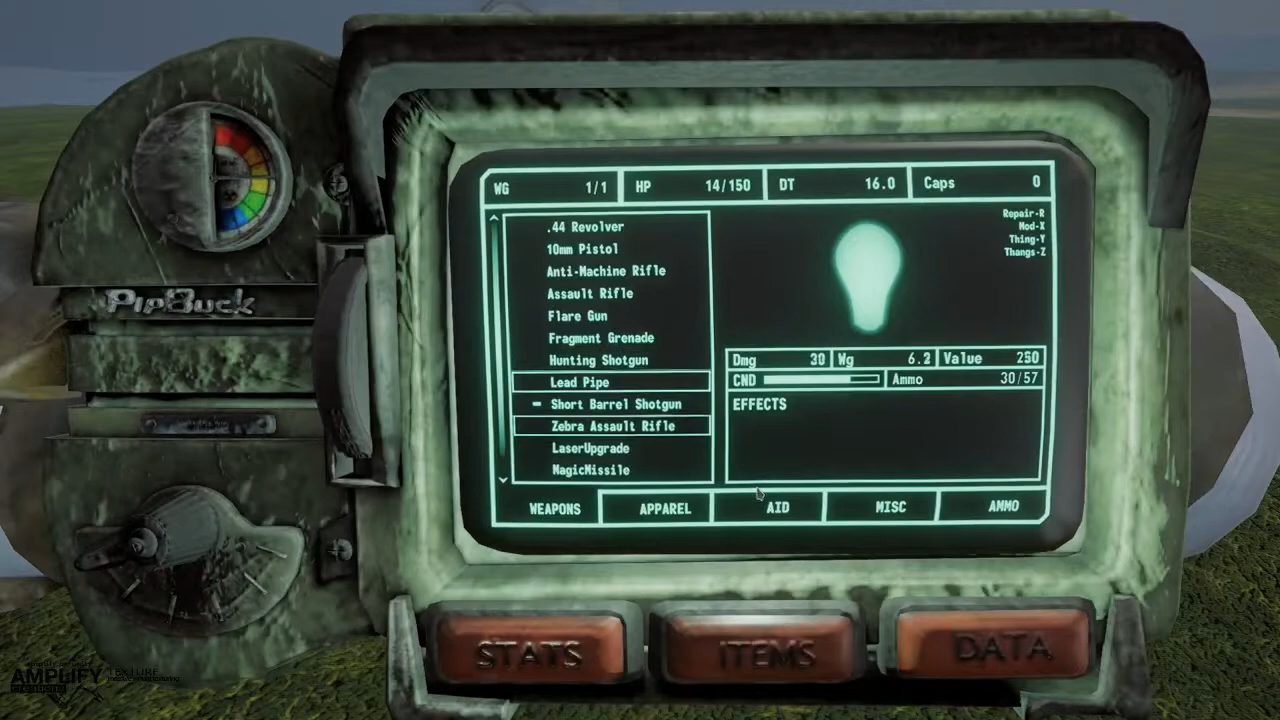 PipBuck
WG 1/1 HP 14/150 DT 16.0 Caps 0
Repair-R
Mod-X
Thing-Y
Thangs-Z
.44 Revolver
10mm Pistol
Anti-Machine Rifle
Assault Rifle
Flare Gun
Fragment Grenade
Hunting Shotgun
Lead Pipe
Short Barrel Shotgun
Zebra Assault Rifle
LaserUpgrade
MagicMissile
Dmg 30 Wg 6.2 Value 250
CND Ammo 30/57
EFFECTS
WEAPONS APPAREL AID MISC AMMO
STATS ITEMS DATA
AMPLIFY